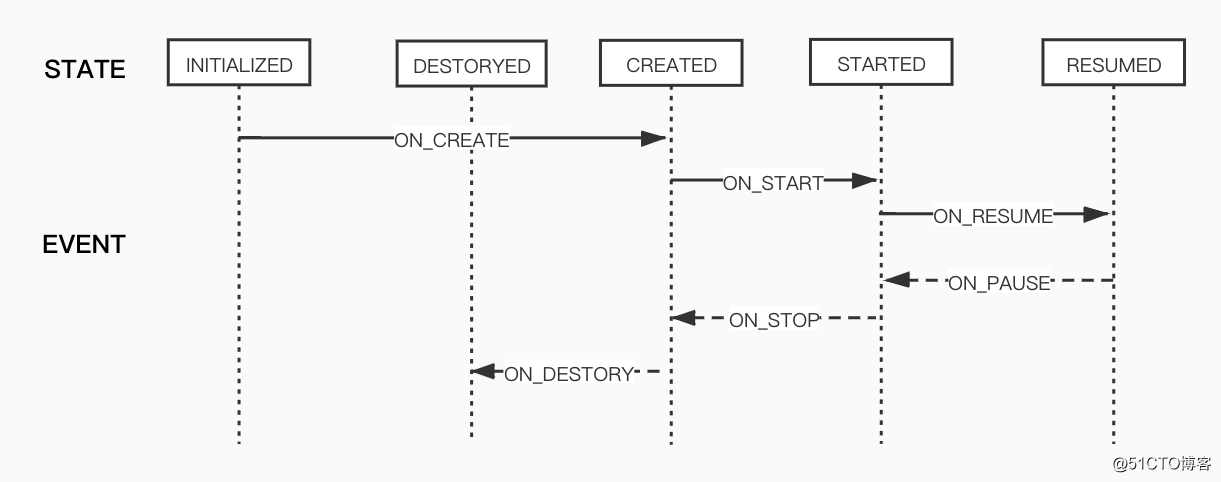 STATE
INITIALIZED
DESTORYED
CREATED
STARTED
RESUMED
ON_CREATE
ON_START
ON_RESUME
EVENT
ON_PAUSE
ON_STOP
ON_DESTORY
@51CTO博客